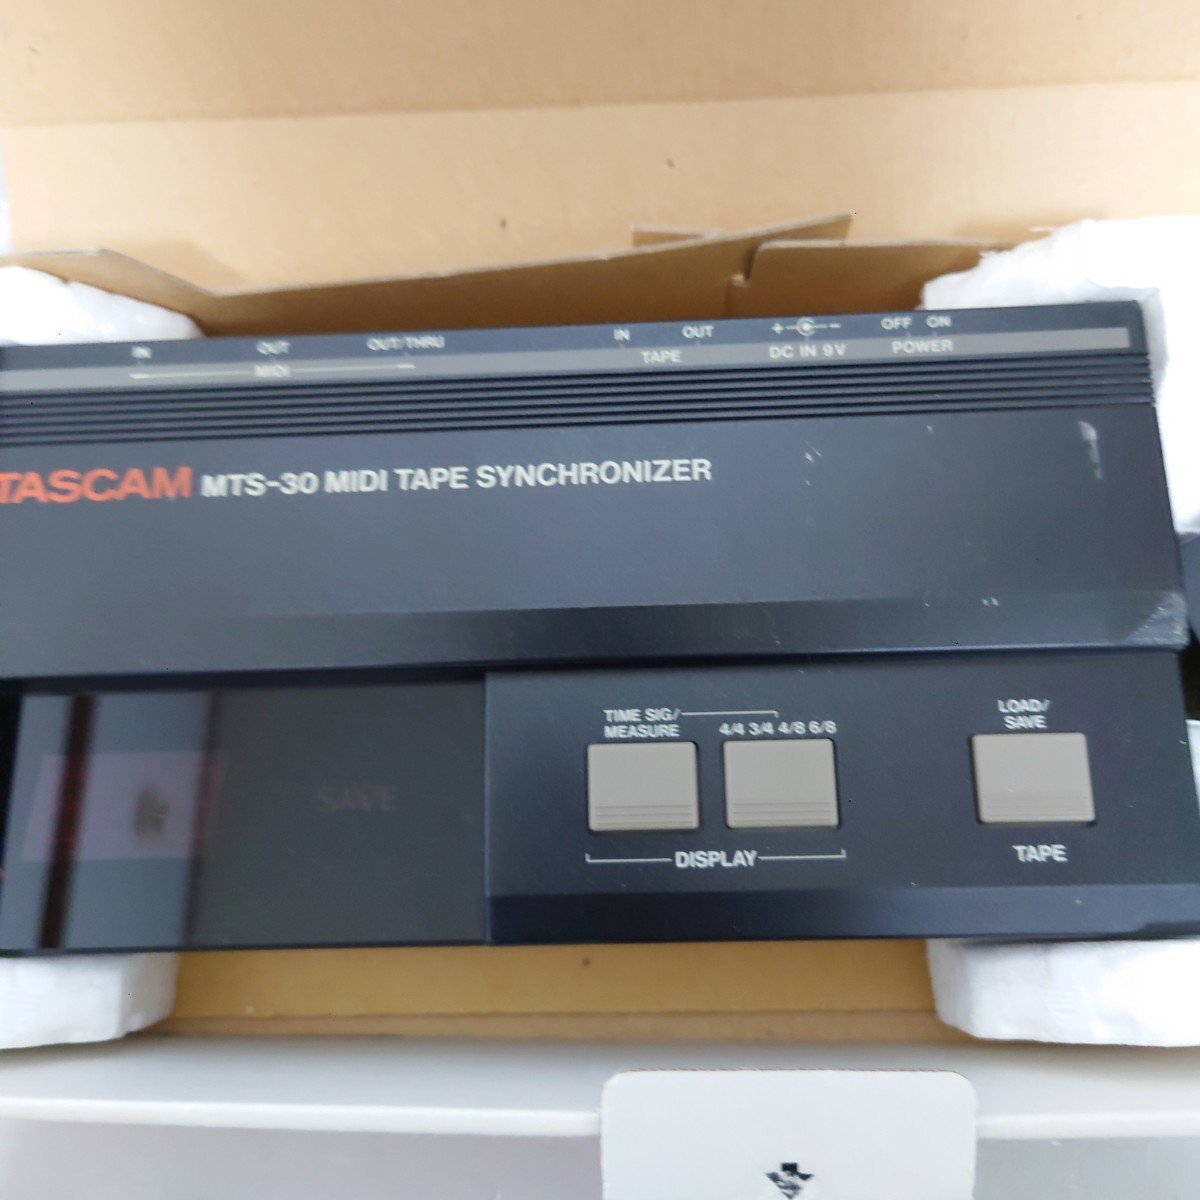 IN OUT OUT/THRU IN OUT + - OFF ON
MIDI TAPE DC IN 9V POWER
TASCAM MTS-30 MIDI TAPE SYNCHRONIZER
TIME SIG/
MEASURE 4/4 3/4 4/8 6/8
LOAD/
SAVE
SAVE
DISPLAY
TAPE